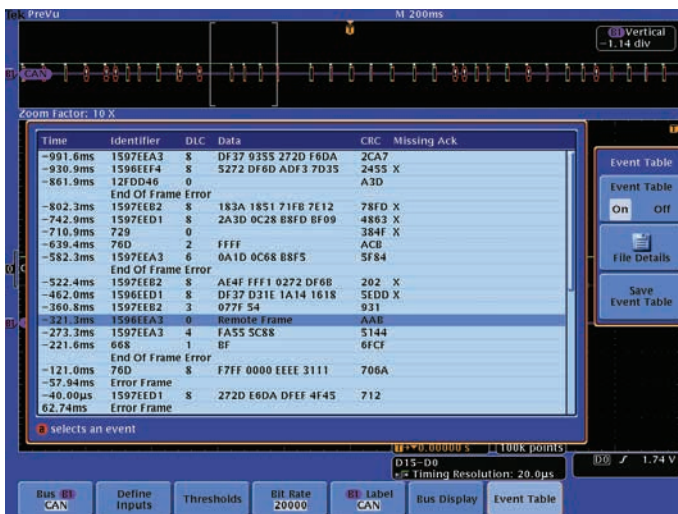 Tek PreVu M 200ms
B1 Vertical
-1.14 div
B1 CAN
Zoom Factor: 10 X
Time Identifier DLC Data CRC Missing Ack
-991.6ms 1597EEA3 8 DF37 9355 272D F6DA 2CA7
-930.9ms 1596EEF4 8 5272 DF6D ADF3 7D35 2455 X
-861.9ms 12FDD46 0 A3D
End Of Frame Error
-802.3ms 1597EEB2 8 183A 1851 71FB 7E12 78FD X
-742.9ms 1597EED1 8 2A3D 0C28 B8FD BF09 4863 X
-710.9ms 729 0 384F X
-639.4ms 76D 2 FFFF ACB
-582.3ms 1597EEA3 6 0A1D 0C68 B8F5 5F84
End Of Frame Error
-522.4ms 1597EEB2 8 AE4F FFF1 0272 DF6B 202 X
-462.0ms 1596EED1 8 DF37 D31E 1A14 1618 5EDD X
-360.8ms 1597EEB2 3 077F 54 931
-321.3ms 1596EEA3 0 Remote Frame AAB
-273.3ms 1597EEA3 4 FA55 5C88 5144
-221.6ms 668 1 BF 6FCF
End Of Frame Error
-121.0ms 76D 8 F7FF 0000 EEEE 3111 706A
-57.94ms Error Frame
-40.00µs 1597EED1 8 272D E6DA DFEF 4F45 712
62.74ms Error Frame
a selects an event
Event Table
Event Table
On Off
File Details
Save
Event Table
0.00000 s 100k points
D15-D0
Timing Resolution: 20.0µs
D0 1.74 V
Bus B1
CAN
Define
Inputs
Thresholds
Bit Rate
20000
B1 Label
CAN
Bus Display
Event Table